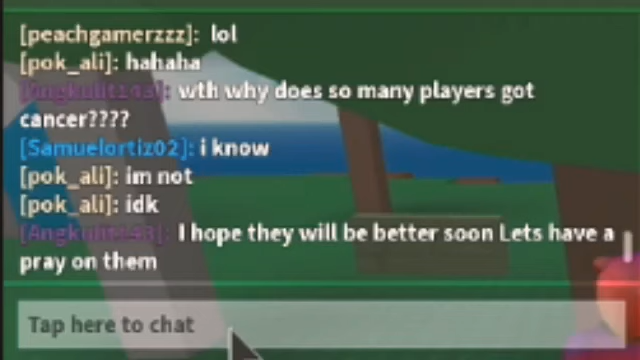 [peachgamerzzz]: lol
[pok_ali]: hahaha
wth why does so many players got
cancer????
[Samuelortiz02]: i know
[pok_ali]: im not
[pok_ali]: idk
I hope they will be better soon Lets have a
pray on them
Tap here to chat